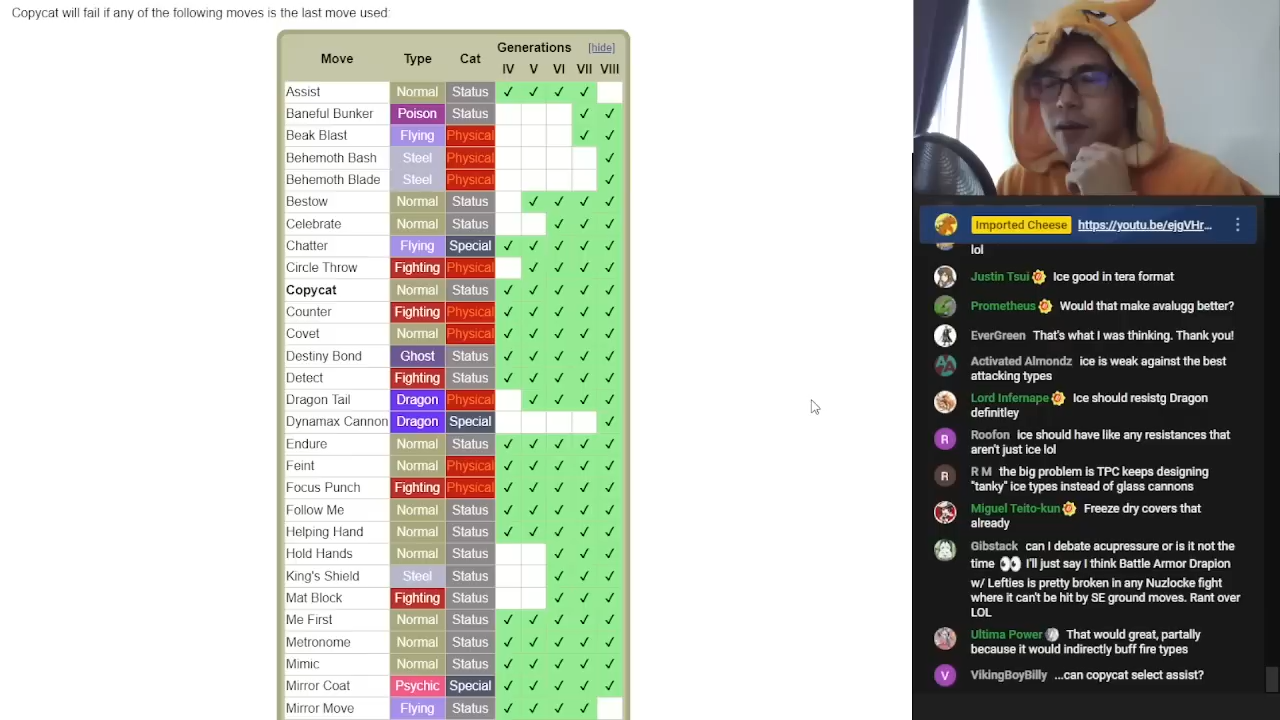 Copycat will fail if any of the following moves is the last move used:
Move Type Cat Generations [hide]
IV V VI VII VIII
Assist Normal Status ✓ ✓ ✓ ✓
Baneful Bunker Poison Status ✓ ✓
Beak Blast Flying Physical ✓ ✓
Behemoth Bash Steel Physical ✓
Behemoth Blade Steel Physical ✓
Bestow Normal Status ✓ ✓ ✓ ✓
Celebrate Normal Status ✓ ✓ ✓
Chatter Flying Special ✓ ✓ ✓ ✓ ✓
Circle Throw Fighting Physical ✓ ✓ ✓ ✓
Copycat Normal Status ✓ ✓ ✓ ✓ ✓
Counter Fighting Physical ✓ ✓ ✓ ✓ ✓
Covet Normal Physical ✓ ✓ ✓ ✓ ✓
Destiny Bond Ghost Status ✓ ✓ ✓ ✓ ✓
Detect Fighting Status ✓ ✓ ✓ ✓ ✓
Dragon Tail Dragon Physical ✓ ✓ ✓ ✓
Dynamax Cannon Dragon Special ✓
Endure Normal Status ✓ ✓ ✓ ✓ ✓
Feint Normal Physical ✓ ✓ ✓ ✓ ✓
Focus Punch Fighting Physical ✓ ✓ ✓ ✓ ✓
Follow Me Normal Status ✓ ✓ ✓ ✓ ✓
Helping Hand Normal Status ✓ ✓ ✓ ✓ ✓
Hold Hands Normal Status ✓ ✓ ✓
King's Shield Steel Status ✓ ✓ ✓
Mat Block Fighting Status ✓ ✓ ✓
Me First Normal Status ✓ ✓ ✓ ✓ ✓
Metronome Normal Status ✓ ✓ ✓ ✓ ✓
Mimic Normal Status ✓ ✓ ✓ ✓ ✓
Mirror Coat Psychic Special ✓ ✓ ✓ ✓ ✓
Mirror Move Flying Status ✓ ✓ ✓ ✓
Imported Cheese https://youtu.be/ejgVHr...
lol
Justin Tsui Ice good in tera format
Prometheus Would that make avalugg better?
EverGreen That's what I was thinking. Thank you!
Activated Almondz ice is weak against the best
attacking types
Lord Infernape Ice should resistg Dragon
definitley
R
Roofon ice should have like any resistances that
aren't just ice lol
R
R M the big problem is TPC keeps designing
"tanky" ice types instead of glass cannons
Miguel Teito-kun Freeze dry covers that
already
Gibstack can I debate acupressure or is it not the
time 👀 I'll just say I think Battle Armor Drapion
w/ Lefties is pretty broken in any Nuzlocke fight
where it can't be hit by SE ground moves. Rant over
LOL
Ultima Power That would great, partally
because it would indirectly buff fire types
V
VikingBoyBilly ...can copycat select assist?